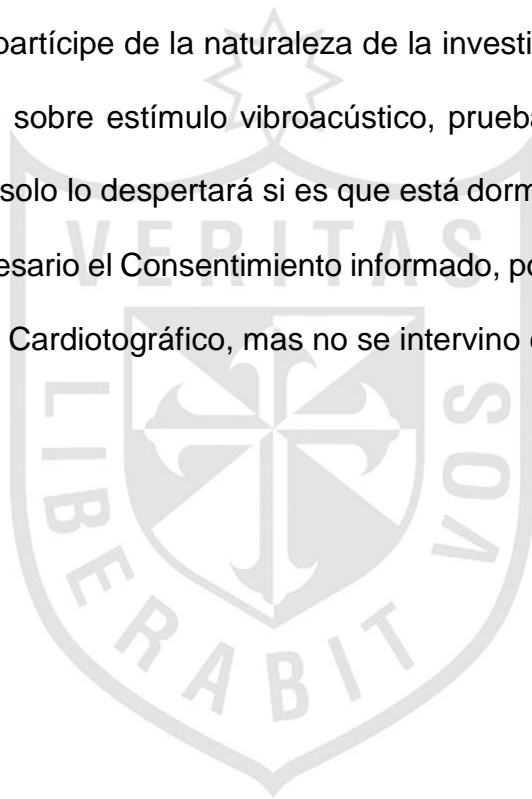 partícipe de la naturaleza de la investi
sobre estímulo vibroacústico, prueba
solo lo despertará si es que está dorm
esario el Consentimiento informado, po
Cardiotográfico, mas no se intervino
VERITAS
LIBERABIT
VOS